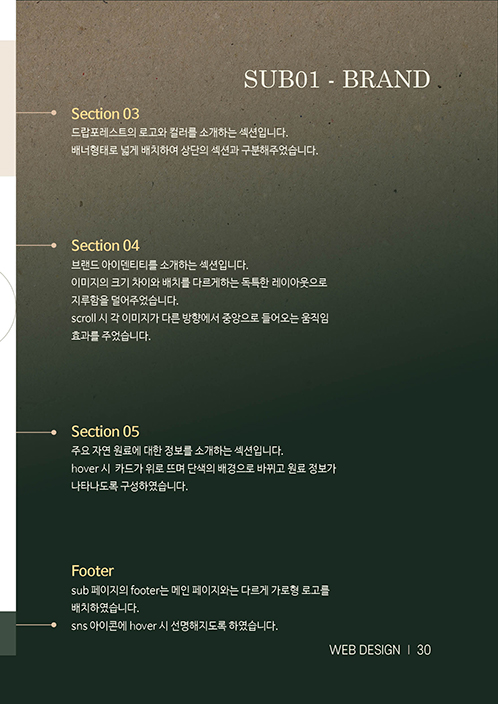 SUB01 - BRAND
Section 03
드랍포레스트의 로고와 컬러를 소개하는 섹션입니다.
배너형태로 넓게 배치하여 상단의 섹션과 구분해주었습니다.
Section 04
브랜드 아이덴티티를 소개하는 섹션입니다.
이미지의 크기 차이와 배치를 다르게하는 독특한 레이아웃으로
지루함을 덜어주었습니다.
scroll 시 각 이미지가 다른 방향에서 중앙으로 들어오는 움직임
효과를 주었습니다.
Section 05
주요 자연 원료에 대한 정보를 소개하는 섹션입니다.
hover 시 카드가 위로 뜨며 단색의 배경으로 바뀌고 원료 정보가
나타나도록 구성하였습니다.
Footer
sub 페이지의 footer는 메인 페이지와는 다르게 가로형 로고를
배치하였습니다.
sns 아이콘에 hover 시 선명해지도록 하였습니다.
WEB DESIGN | 30